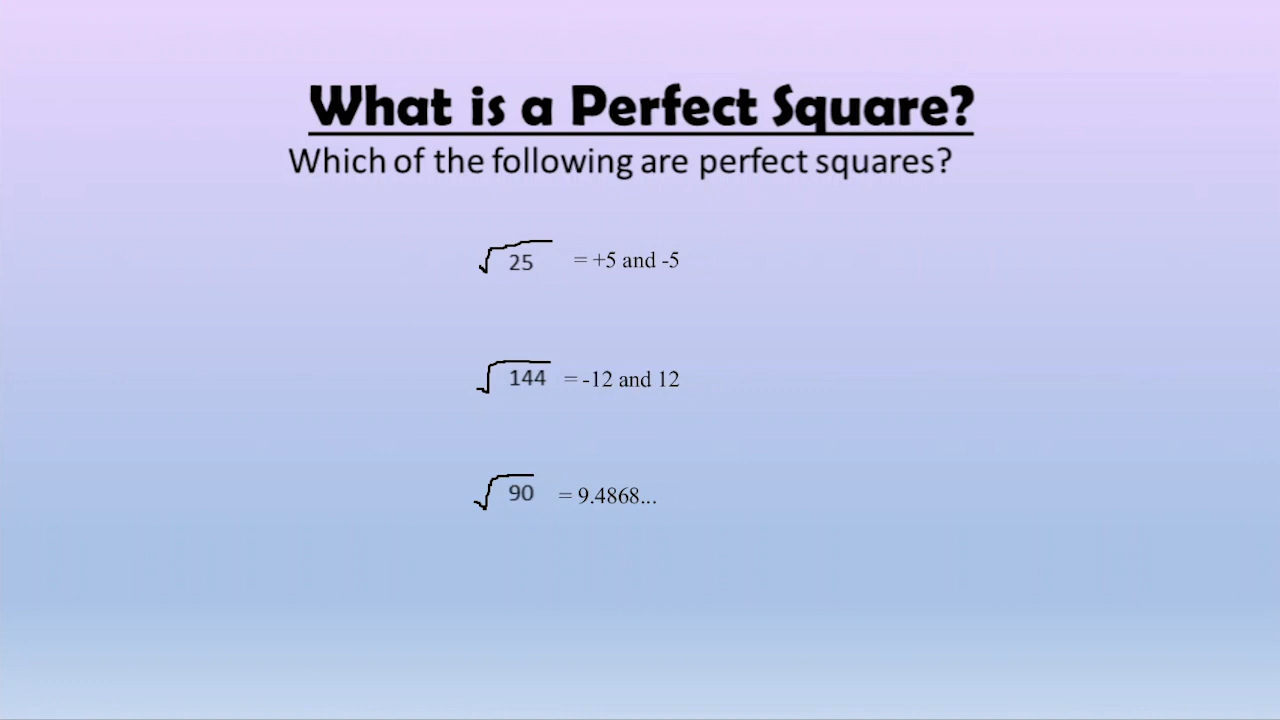 What is a Perfect Square?
Which of the following are perfect squares?
√25 = +5 and -5
√144 = -12 and 12
√90 = 9.4868...